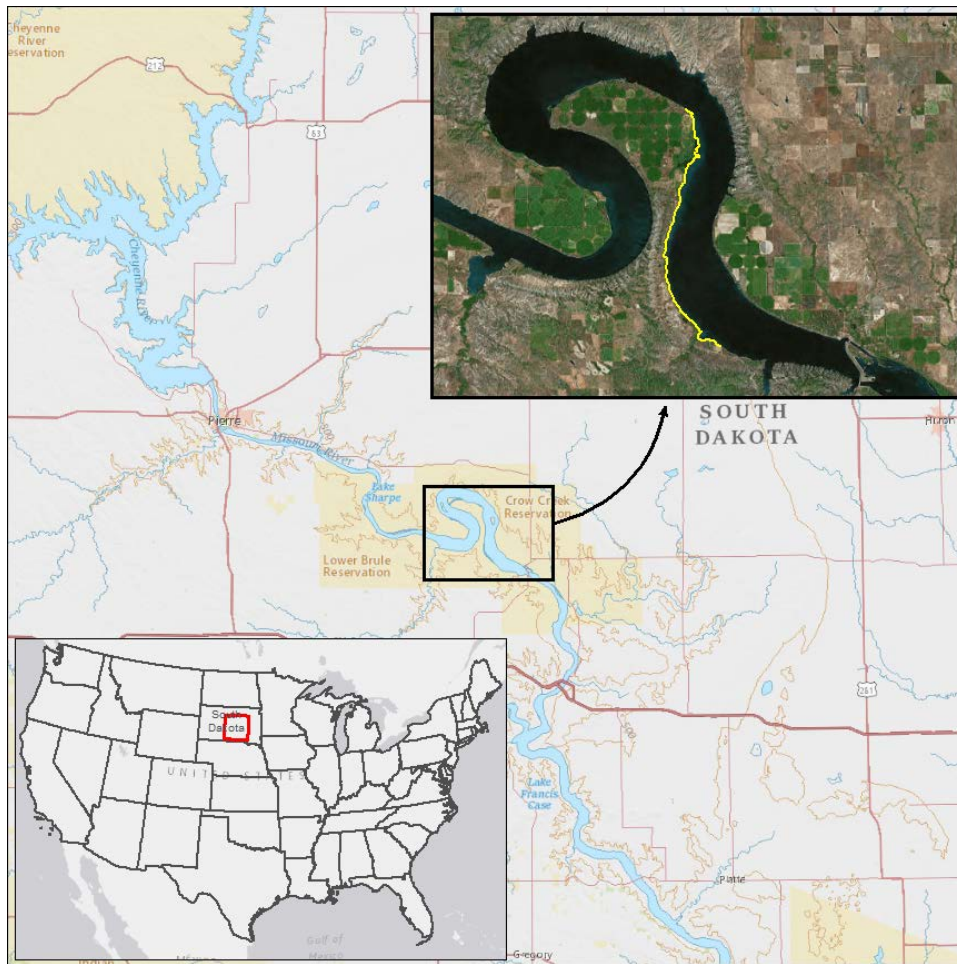 Cheyenne
River
Reservation
212
83
Cheyenne River
SOUTH
DAKOTA
Huron
Pierre
Missouri River
Lake
Sharpe
Crow Creek
Reservation
Lower Brule
Reservation
281
Lake
Francis
Case
Platte
Gregory
South
Dakota
UNITED STATES
Gulf of
Mexico